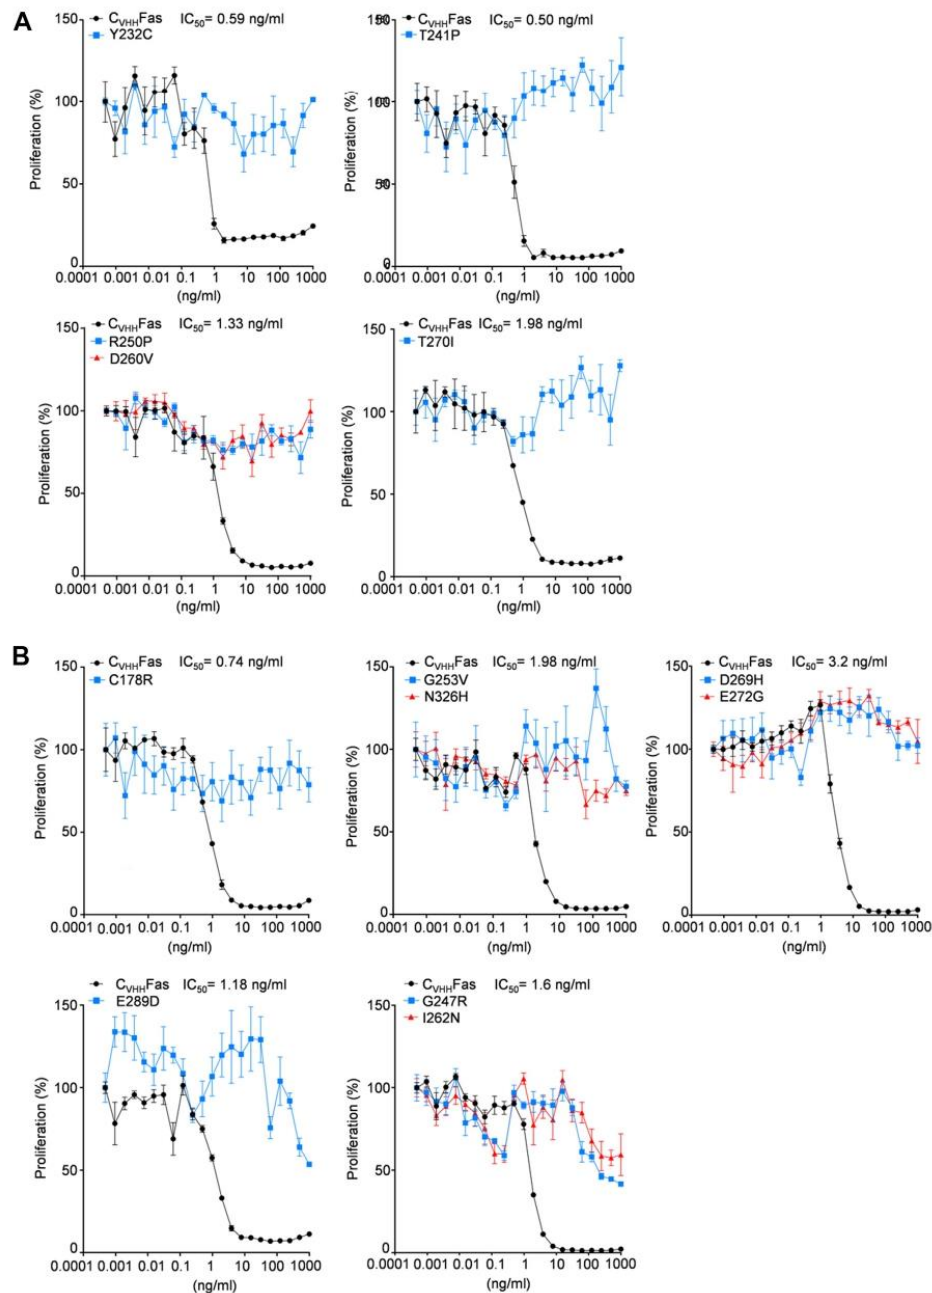 A
C_VHHFas IC50= 0.59 ng/ml
Y232C
150
100
50
0
Proliferation (%)
0.0001 0.001 0.01 0.1 1 10 100 1000
(ng/ml)
C_VHHFas IC50= 0.50 ng/ml
T241P
150
100
50
0
Proliferation (%)
0.0001 0.001 0.01 0.1 1 10 100 1000
(ng/ml)
C_VHHFas IC50= 1.33 ng/ml
R250P
D260V
150
100
50
0
Proliferation (%)
0.0001 0.001 0.01 0.1 1 10 100 1000
(ng/ml)
C_VHHFas IC50= 1.98 ng/ml
T270I
150
100
50
0
Proliferation (%)
0.0001 0.001 0.01 0.1 1 10 100 1000
(ng/ml)
B
C_VHHFas IC50= 0.74 ng/ml
C178R
150
100
50
0
Proliferation (%)
0.0001 0.001 0.01 0.1 1 10 100 1000
(ng/ml)
C_VHHFas IC50= 1.98 ng/ml
G253V
N326H
150
100
50
0
Proliferation (%)
0.0001 0.001 0.01 0.1 1 10 100 1000
(ng/ml)
C_VHHFas IC50= 3.2 ng/ml
D269H
E272G
150
100
50
0
Proliferation (%)
0.0001 0.001 0.01 0.1 1 10 100 1000
(ng/ml)
C_VHHFas IC50= 1.18 ng/ml
E289D
150
100
50
0
Proliferation (%)
0.0001 0.001 0.01 0.1 1 10 100 1000
(ng/ml)
C_VHHFas IC50= 1.6 ng/ml
G247R
I262N
150
100
50
0
Proliferation (%)
0.0001 0.001 0.01 0.1 1 10 100 1000
(ng/ml)